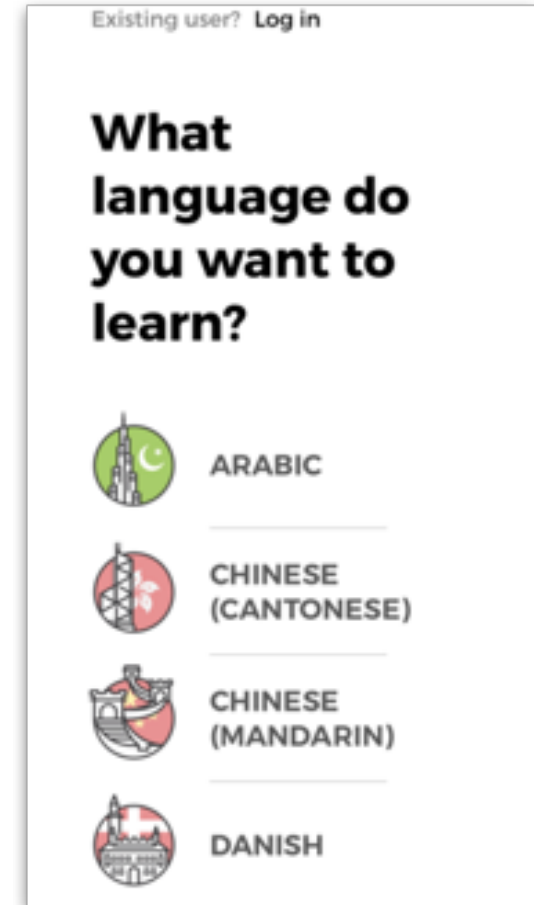 Existing user? Log in
What
language do
you want to
learn?
ARABIC
CHINESE
(CANTONESE)
CHINESE
(MANDARIN)
DANISH